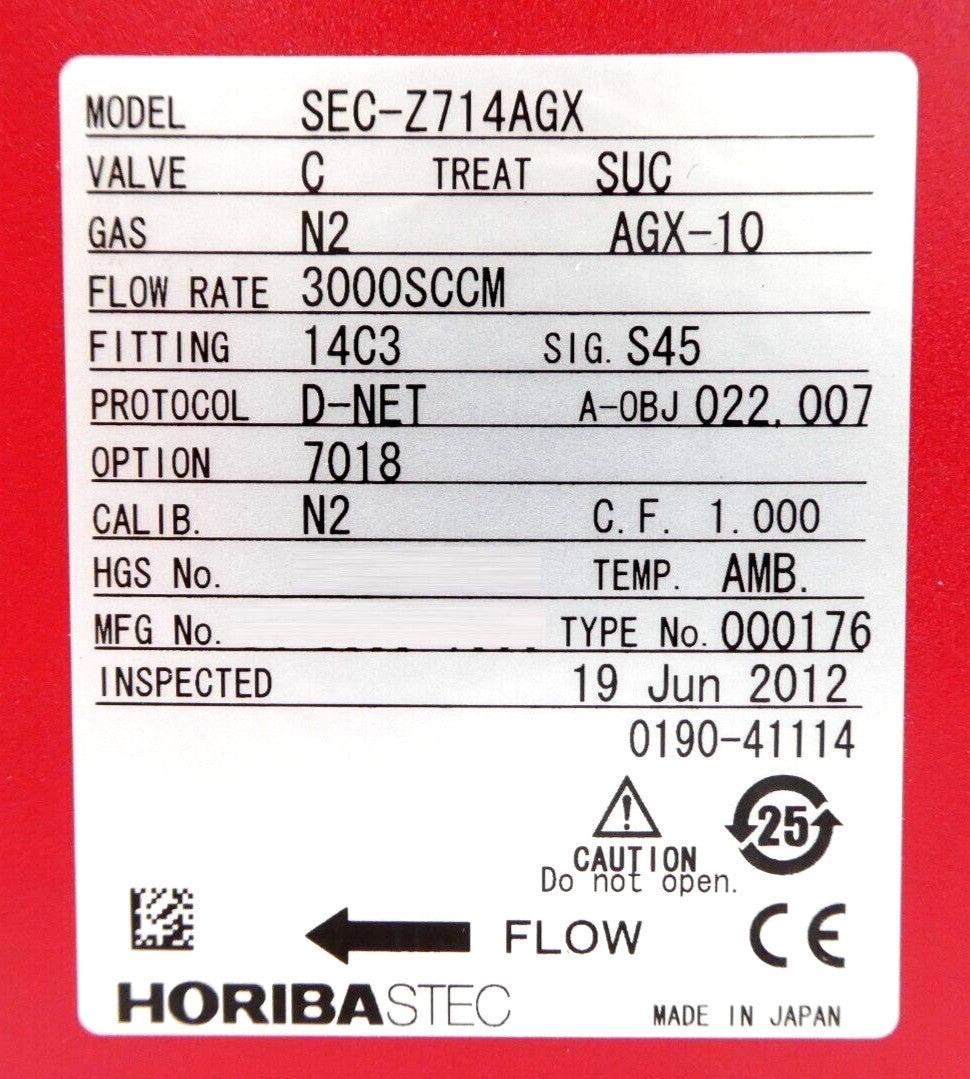 MODEL SEC-Z714AGX
VALVE C TREAT SUC
GAS N2 AGX-10
FLOW RATE 3000SCCM
FITTING 14C3 SIG. S45
PROTOCOL D-NET A-OBJ 022,007
OPTION 7018
CALIB. N2 C.F. 1.000
HGS No. TEMP. AMB.
MFG No. TYPE No. 000176
INSPECTED 19 Jun 2012
0190-41114
25
CAUTION
Do not open.
FLOW CE
HORIBASTEC MADE IN JAPAN